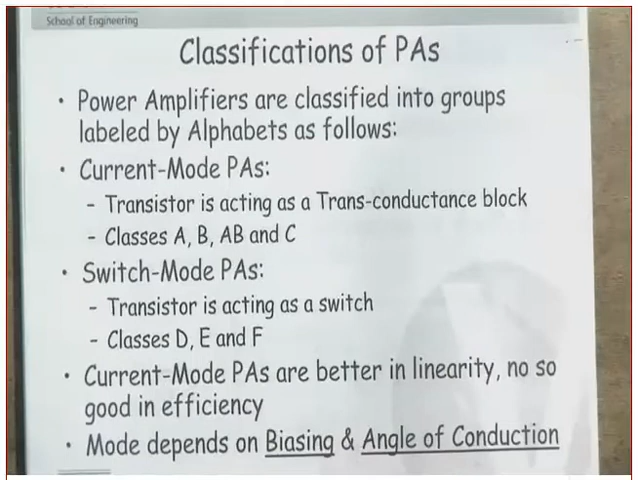 School of Engineering
Classifications of PAs
• Power Amplifiers are classified into groups
labeled by Alphabets as follows:
• Current-Mode PAs:
- Transistor is acting as a Trans-conductance block
- Classes A, B, AB and C
• Switch-Mode PAs:
- Transistor is acting as a switch
- Classes D, E and F
• Current-Mode PAs are better in linearity, no so
good in efficiency
• Mode depends on Biasing & Angle of Conduction